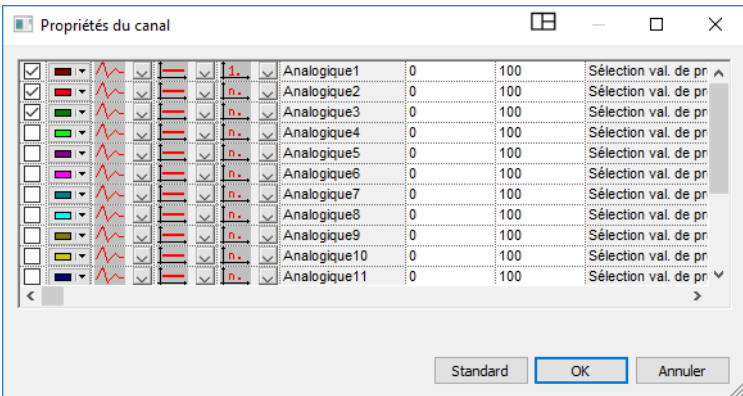 Propriétés du canal
1. Analogique1 0 100 Sélection val. de pr
n. Analogique2 0 100 Sélection val. de pr
n. Analogique3 0 100 Sélection val. de pr
n. Analogique4 0 100 Sélection val. de pr
n. Analogique5 0 100 Sélection val. de pr
n. Analogique6 0 100 Sélection val. de pr
n. Analogique7 0 100 Sélection val. de pr
n. Analogique8 0 100 Sélection val. de pr
n. Analogique9 0 100 Sélection val. de pr
n. Analogique10 0 100 Sélection val. de pr
n. Analogique11 0 100 Sélection val. de pr
Standard OK Annuler